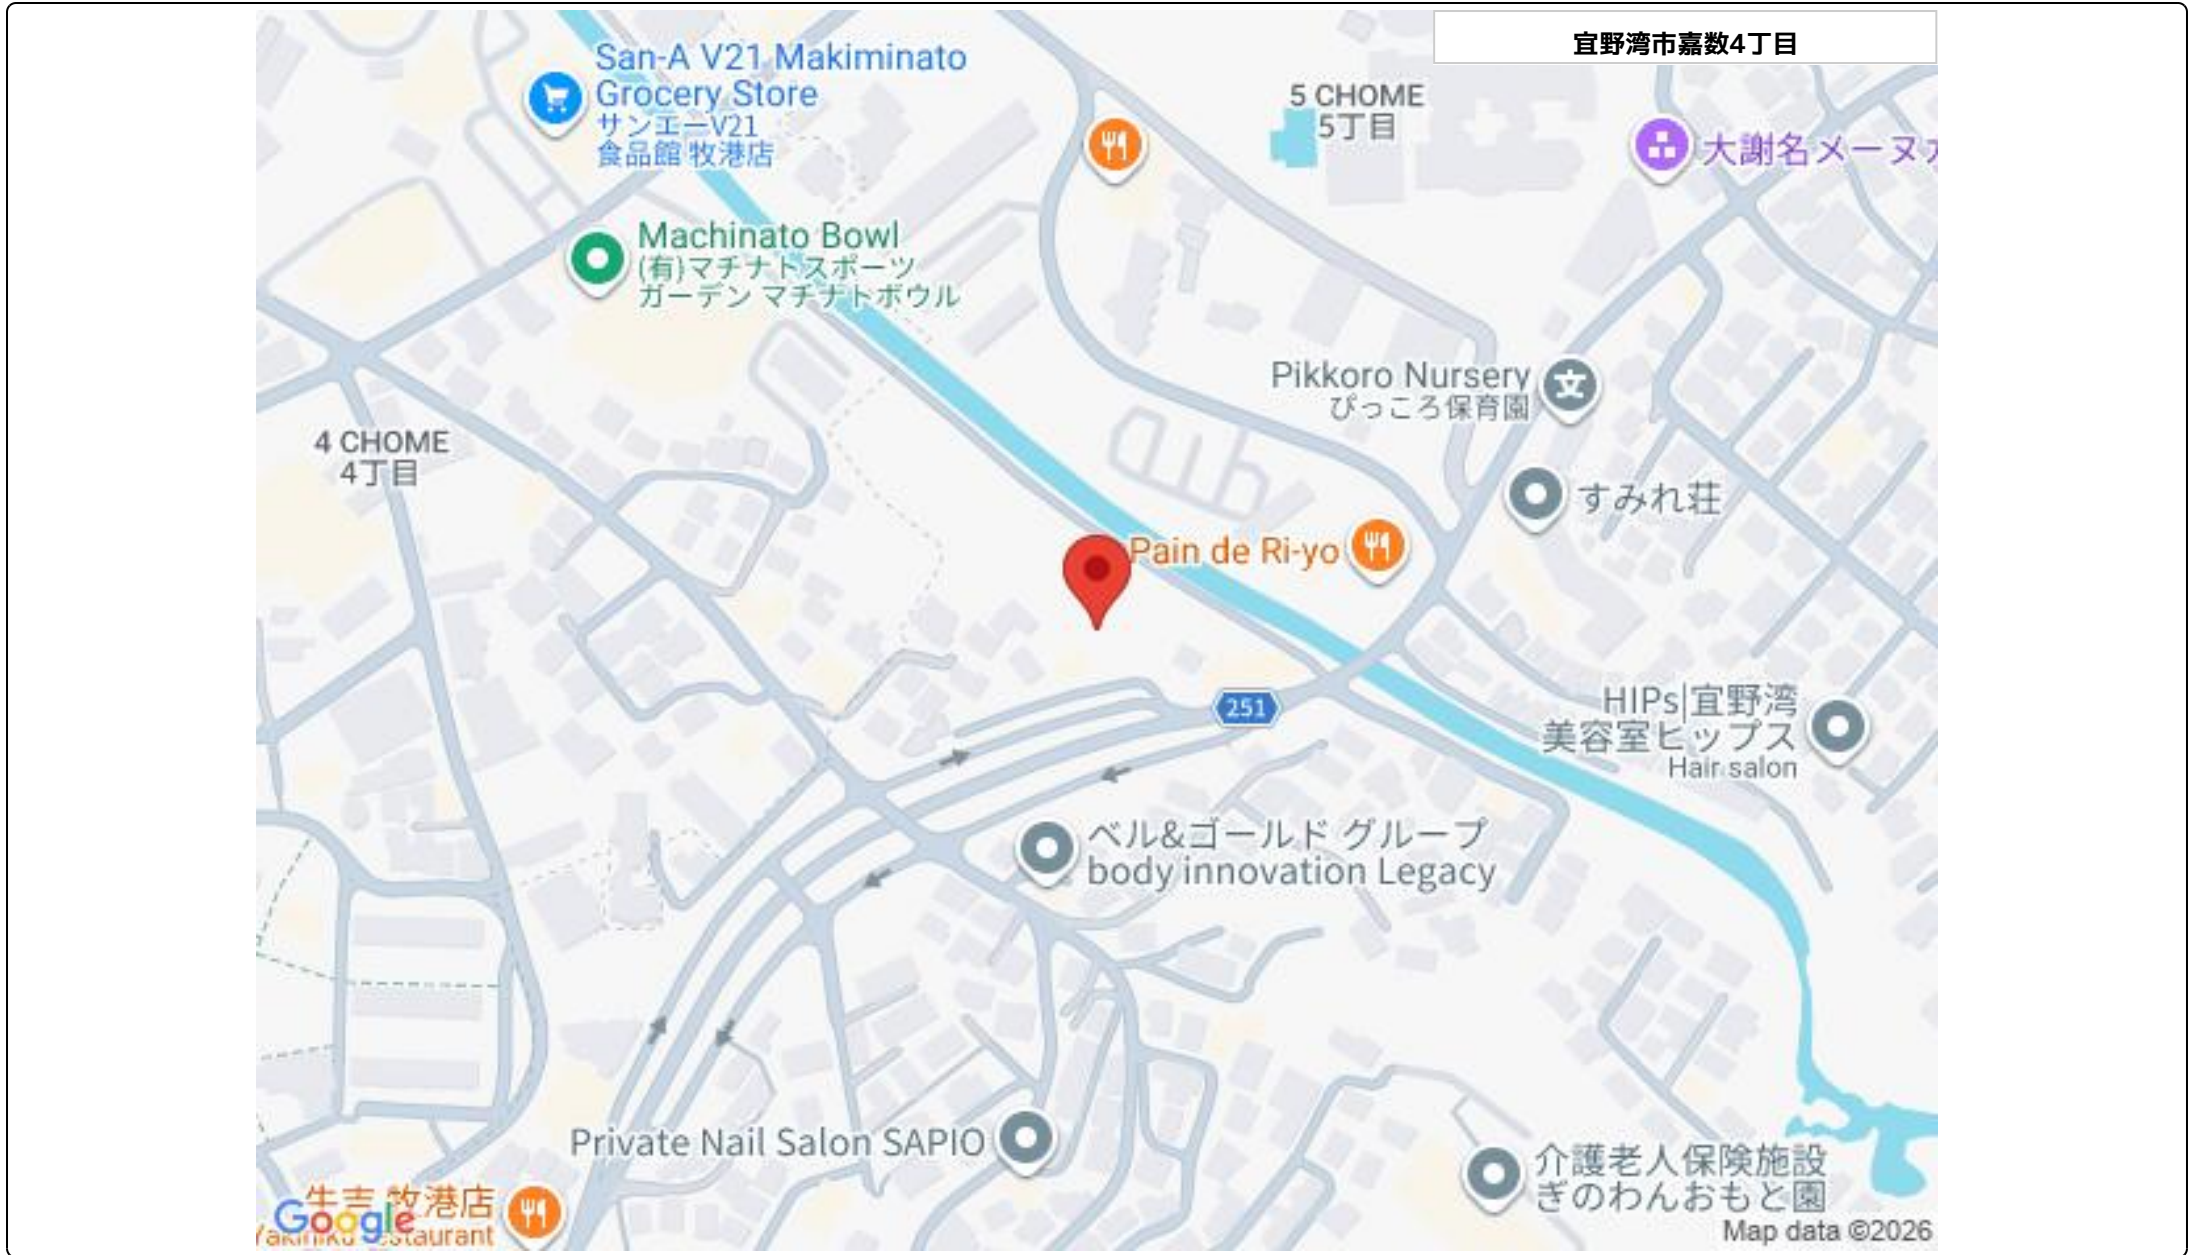 宜野湾市嘉数4丁目
San-A V21 Makiminato
Grocery Store
サンエーV21
食品館 牧港店
5 CHOME
5丁目
大謝名メーヌカ
Machinato Bowl
(有)マチナトスポーツ
ガーデン マチナトボウル
Pikkoro Nursery
ぴっころ保育園
4 CHOME
4丁目
すみれ荘
Pain de Ri-yo
251
HIPs|宜野湾
美容室ヒップス
Hair salon
ベル&ゴールド グループ
body innovation Legacy
Private Nail Salon SAPIO
介護老人保険施設
ぎのわんおもと園
牛吉 牧港店
Google
Map data ©2026